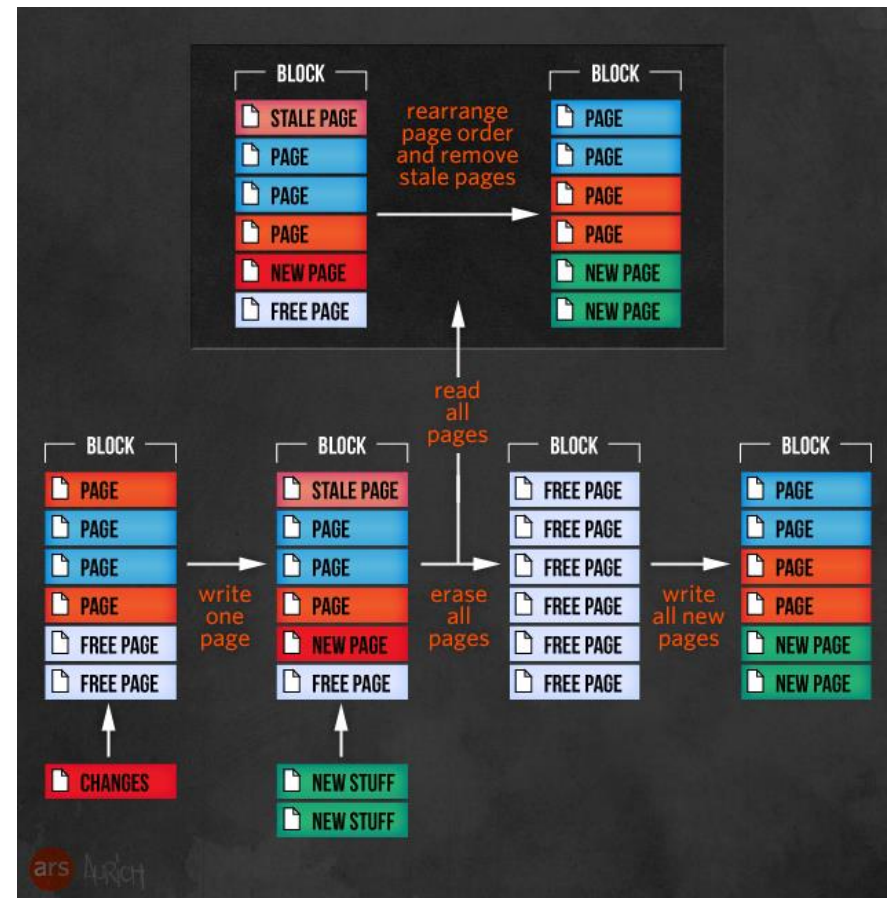 BLOCK
STALE PAGE
PAGE
PAGE
PAGE
NEW PAGE
FREE PAGE
rearrange
page order
and remove
stale pages
BLOCK
PAGE
PAGE
PAGE
PAGE
NEW PAGE
NEW PAGE
read
all
pages
BLOCK
PAGE
PAGE
PAGE
PAGE
FREE PAGE
FREE PAGE
CHANGES
write
one
page
BLOCK
STALE PAGE
PAGE
PAGE
PAGE
NEW PAGE
FREE PAGE
NEW STUFF
NEW STUFF
erase
all
pages
BLOCK
FREE PAGE
FREE PAGE
FREE PAGE
FREE PAGE
FREE PAGE
FREE PAGE
write
all new
pages
BLOCK
PAGE
PAGE
PAGE
PAGE
NEW PAGE
NEW PAGE
ars AURICH